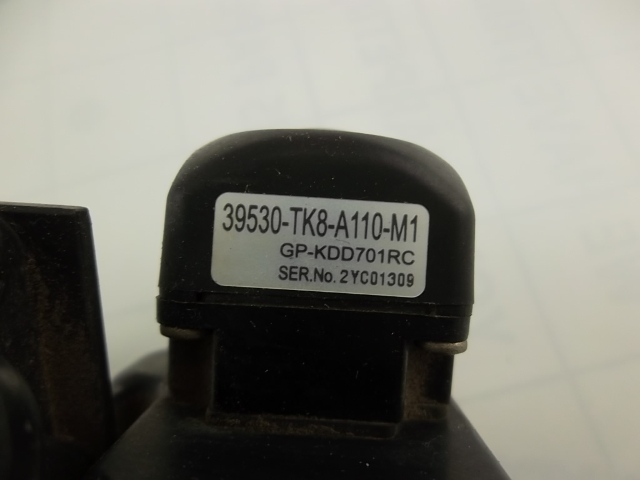 39530-TK8-A110-M1
GP-KDD701RC
SER.No. 2YC01309